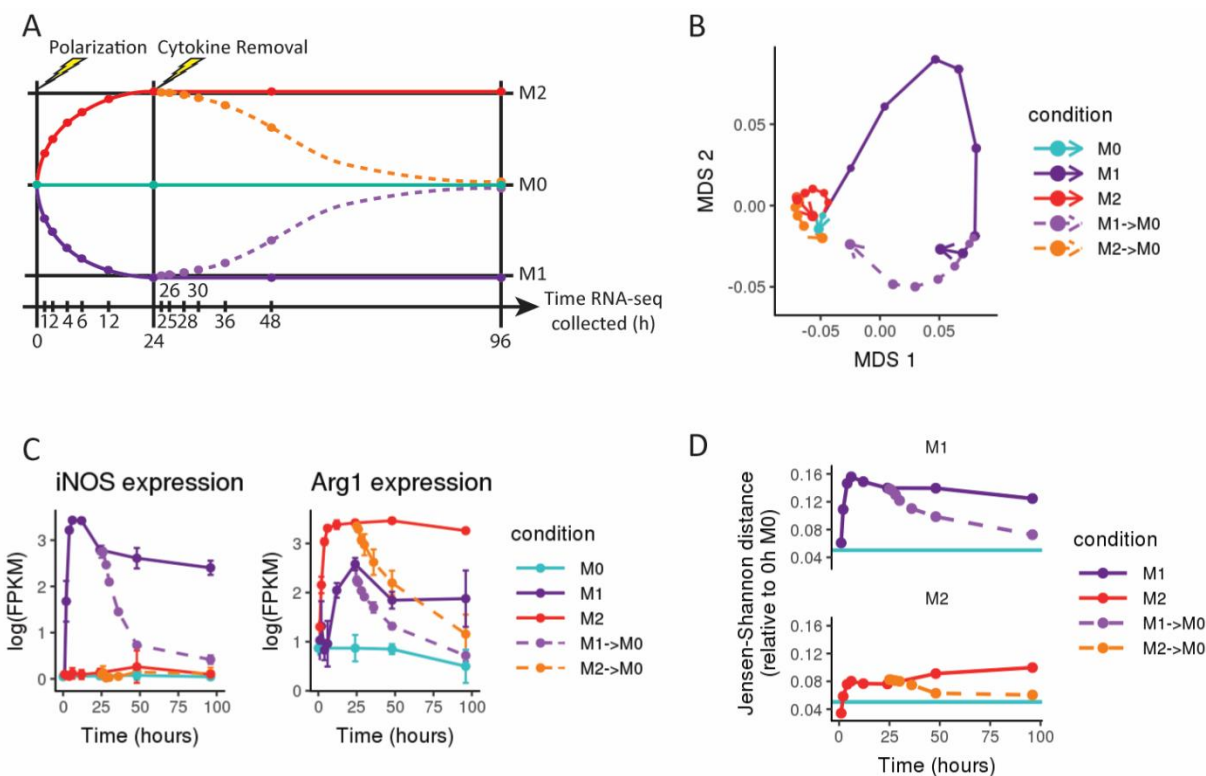 A
Polarization
Cytokine Removal
M2
M0
M1
26 30
1 2 4 6 12 25 28 36 48
0 24 96
Time RNA-seq
collected (h)
B
0.05
0.00
-0.05
-0.05 0.00 0.05
MDS 2
MDS 1
condition
M0
M1
M2
M1->M0
M2->M0
C
iNOS expression
log(FPKM)
3
2
1
0
0 25 50 75 100
Time (hours)
Arg1 expression
log(FPKM)
3
2
1
0
0 25 50 75 100
Time (hours)
condition
M0
M1
M2
M1->M0
M2->M0
D
Jensen-Shannon distance
(relative to 0h M0)
M1
0.16
0.12
0.08
0.04
M2
0.16
0.12
0.08
0.04
0 25 50 75 100
Time (hours)
condition
M1
M2
M1->M0
M2->M0